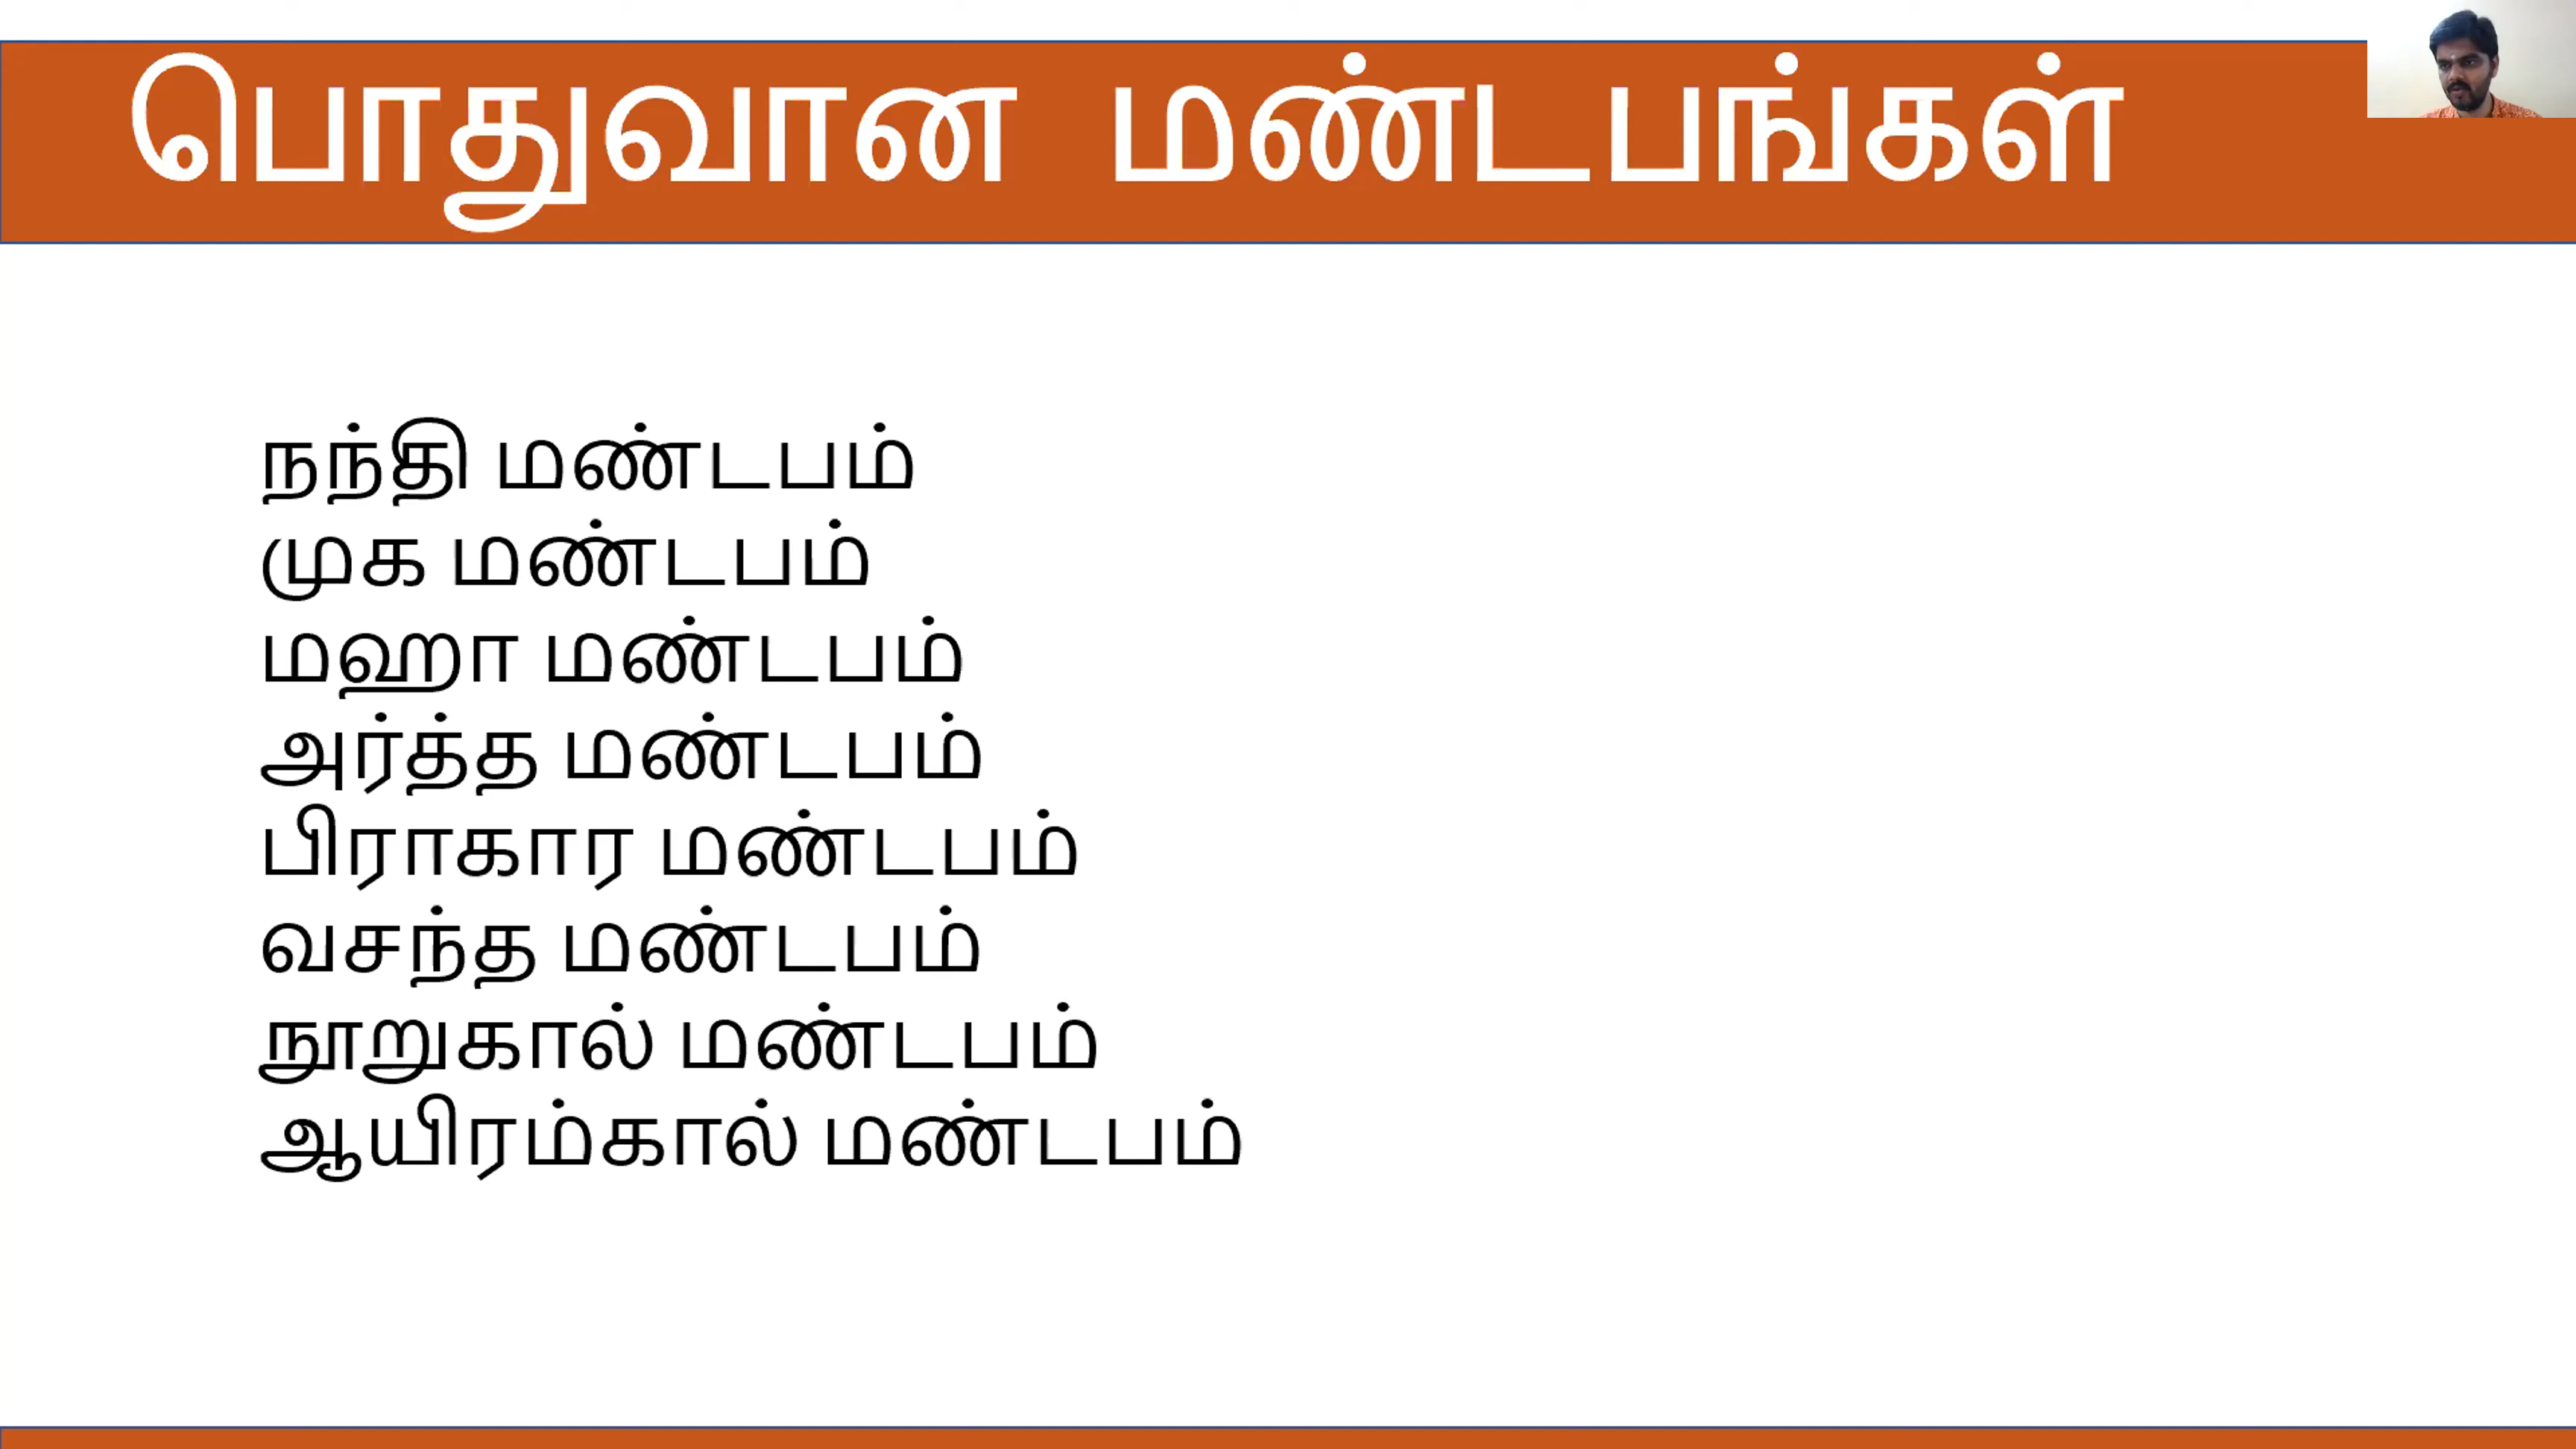 பொதுவான மண்டபங்கள்
நந்தி மண்டபம்
முக மண்டபம்
மஹா மண்டபம்
அர்த்த மண்டபம்
பிராகார மண்டபம்
வசந்த மண்டபம்
நூறுகால் மண்டபம்
ஆயிரம்கால் மண்டபம்